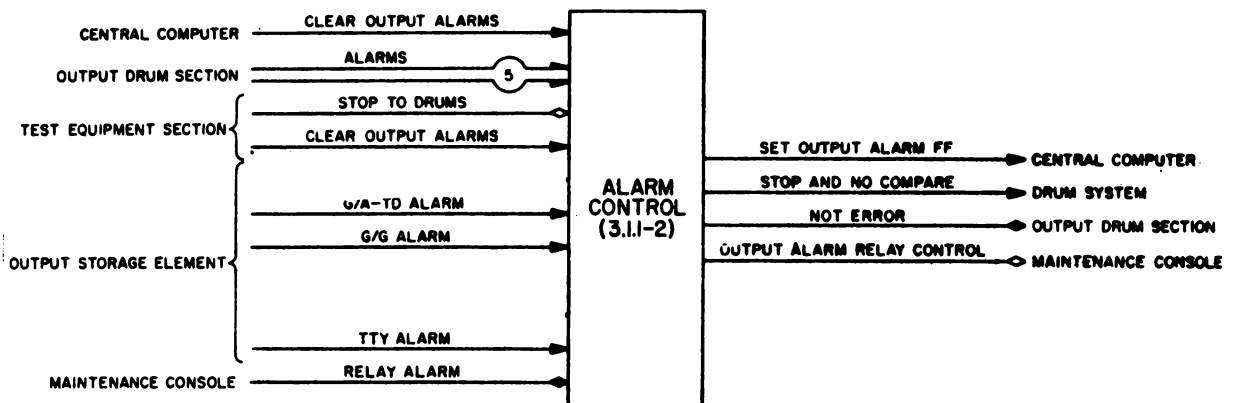 CENTRAL COMPUTER
CLEAR OUTPUT ALARMS
OUTPUT DRUM SECTION
ALARMS
5
TEST EQUIPMENT SECTION
STOP TO DRUMS
CLEAR OUTPUT ALARMS
OUTPUT STORAGE ELEMENT
G/A-TD ALARM
G/G ALARM
TTY ALARM
MAINTENANCE CONSOLE
RELAY ALARM
ALARM
CONTROL
(3.1.1-2)
SET OUTPUT ALARM FF
CENTRAL COMPUTER
STOP AND NO COMPARE
DRUM SYSTEM
NOT ERROR
OUTPUT DRUM SECTION
OUTPUT ALARM RELAY CONTROL
MAINTENANCE CONSOLE